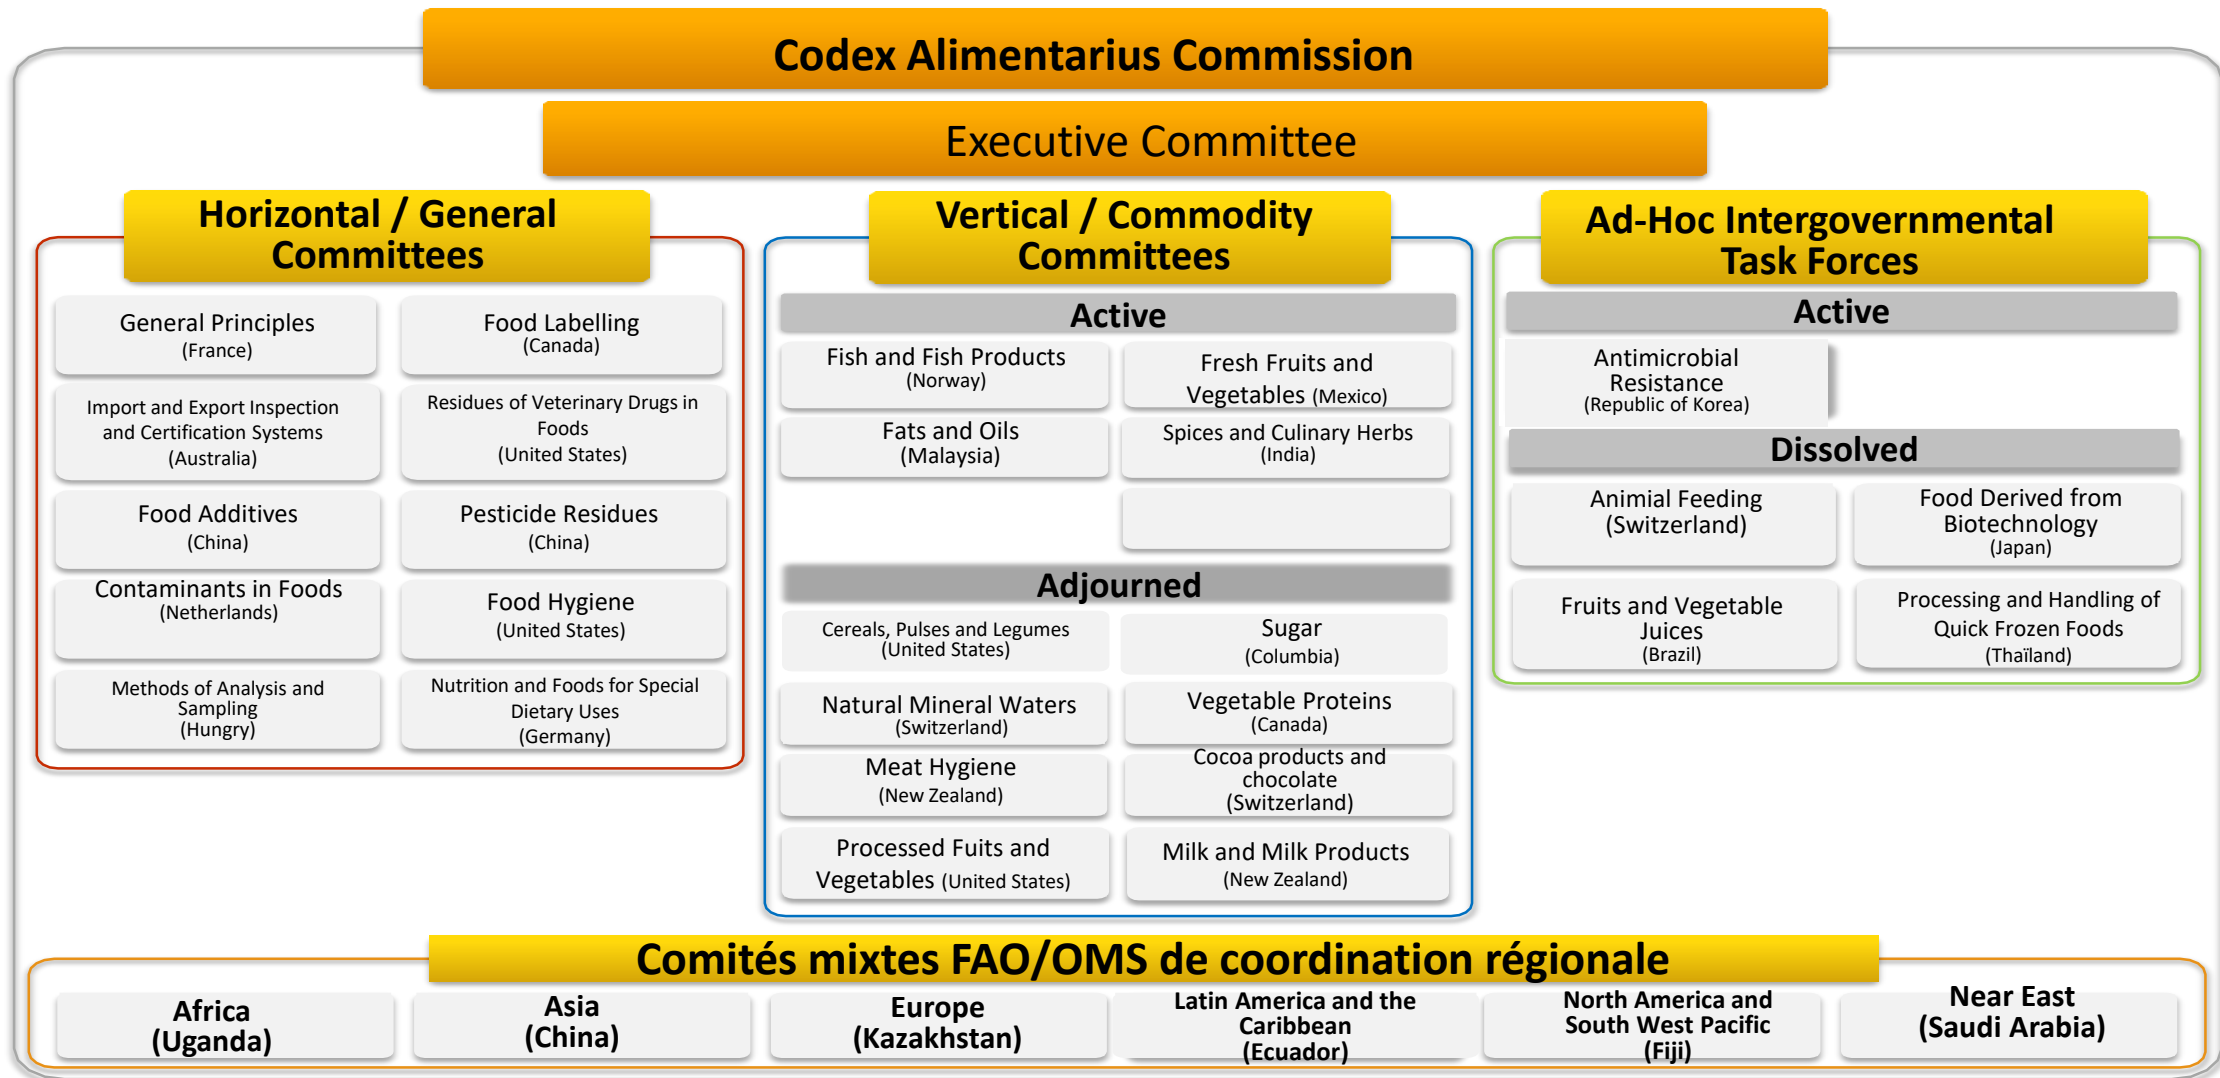 Codex Alimentarius Commission
Executive Committee
Horizontal / General
Committees
General Principles
(France)
Food Labelling
(Canada)
Import and Export Inspection
and Certification Systems
(Australia)
Residues of Veterinary Drugs in
Foods
(United States)
Food Additives
(China)
Pesticide Residues
(China)
Contaminants in Foods
(Netherlands)
Food Hygiene
(United States)
Methods of Analysis and
Sampling
(Hungry)
Nutrition and Foods for Special
Dietary Uses
(Germany)
Vertical / Commodity
Committees
Active
Fish and Fish Products
(Norway)
Fresh Fruits and
Vegetables (Mexico)
Fats and Oils
(Malaysia)
Spices and Culinary Herbs
(India)
Adjourned
Cereals, Pulses and Legumes
(United States)
Sugar
(Columbia)
Natural Mineral Waters
(Switzerland)
Vegetable Proteins
(Canada)
Meat Hygiene
(New Zealand)
Cocoa products and
chocolate
(Switzerland)
Processed Fuits and
Vegetables (United States)
Milk and Milk Products
(New Zealand)
Ad-Hoc Intergovernmental
Task Forces
Active
Antimicrobial
Resistance
(Republic of Korea)
Dissolved
Animial Feeding
(Switzerland)
Food Derived from
Biotechnology
(Japan)
Fruits and Vegetable
Juices
(Brazil)
Processing and Handling of
Quick Frozen Foods
(Thaïland)
Comités mixtes FAO/OMS de coordination régionale
Africa
(Uganda)
Asia
(China)
Europe
(Kazakhstan)
Latin America and the
Caribbean
(Ecuador)
North America and
South West Pacific
(Fiji)
Near East
(Saudi Arabia)